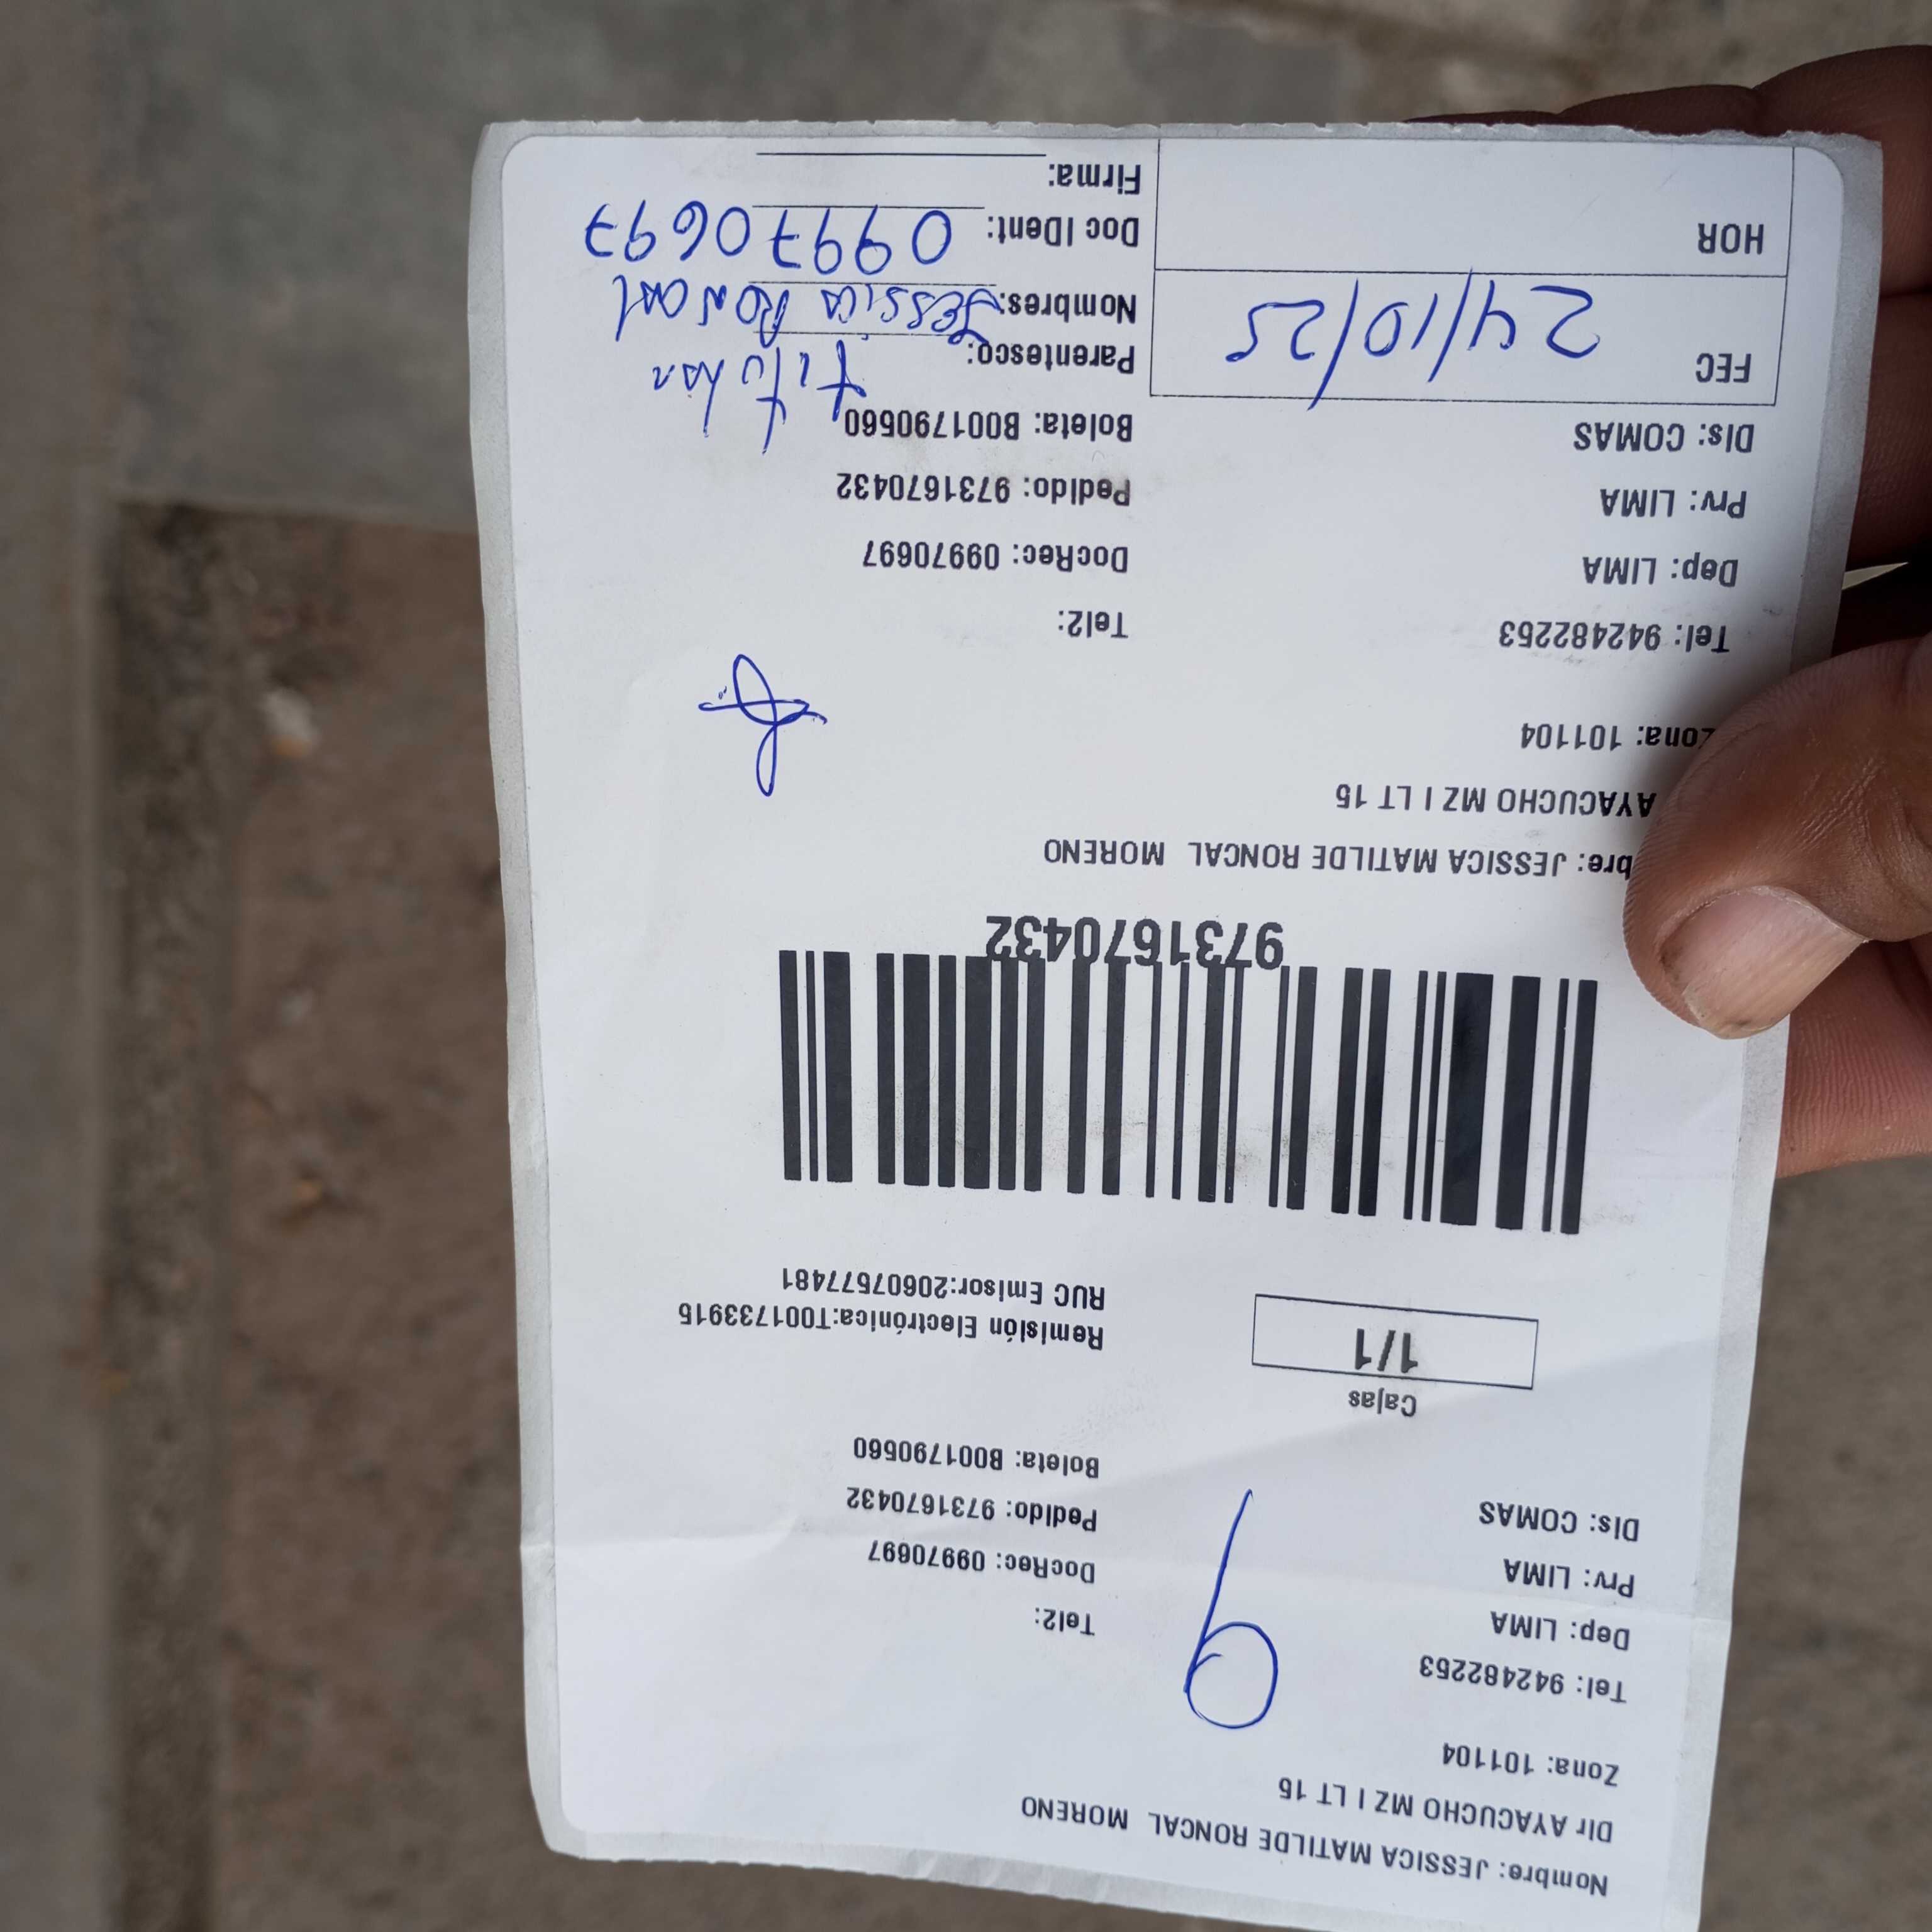 Nombre: JESSICA MATILDE RONCAL MORENO
Dir AYACUCHO MZ I LT 15
Zona: 101104
Tel: 942482253
Tel2:
Dep: LIMA
DocRec: 09970697
Prv: LIMA
Pedido: 9731670432
Dis: COMAS
Boleta: B001790560
9
Cajas
1/1
Remisión Electrónica:T001733915
RUC Emisor:20607577481
9731670432
bre: JESSICA MATILDE RONCAL MORENO
AYACUCHO MZ I LT 15
Zona: 101104
Tel: 942482253
Tel2:
Dep: LIMA
DocRec: 09970697
Prv: LIMA
Pedido: 9731670432
Dis: COMAS
Boleta: B001790560
FEC 24/10/25
Parentesco: titular
Nombres: Jessica Roncal
HOR
Doc IDent: 09970697
Firma: